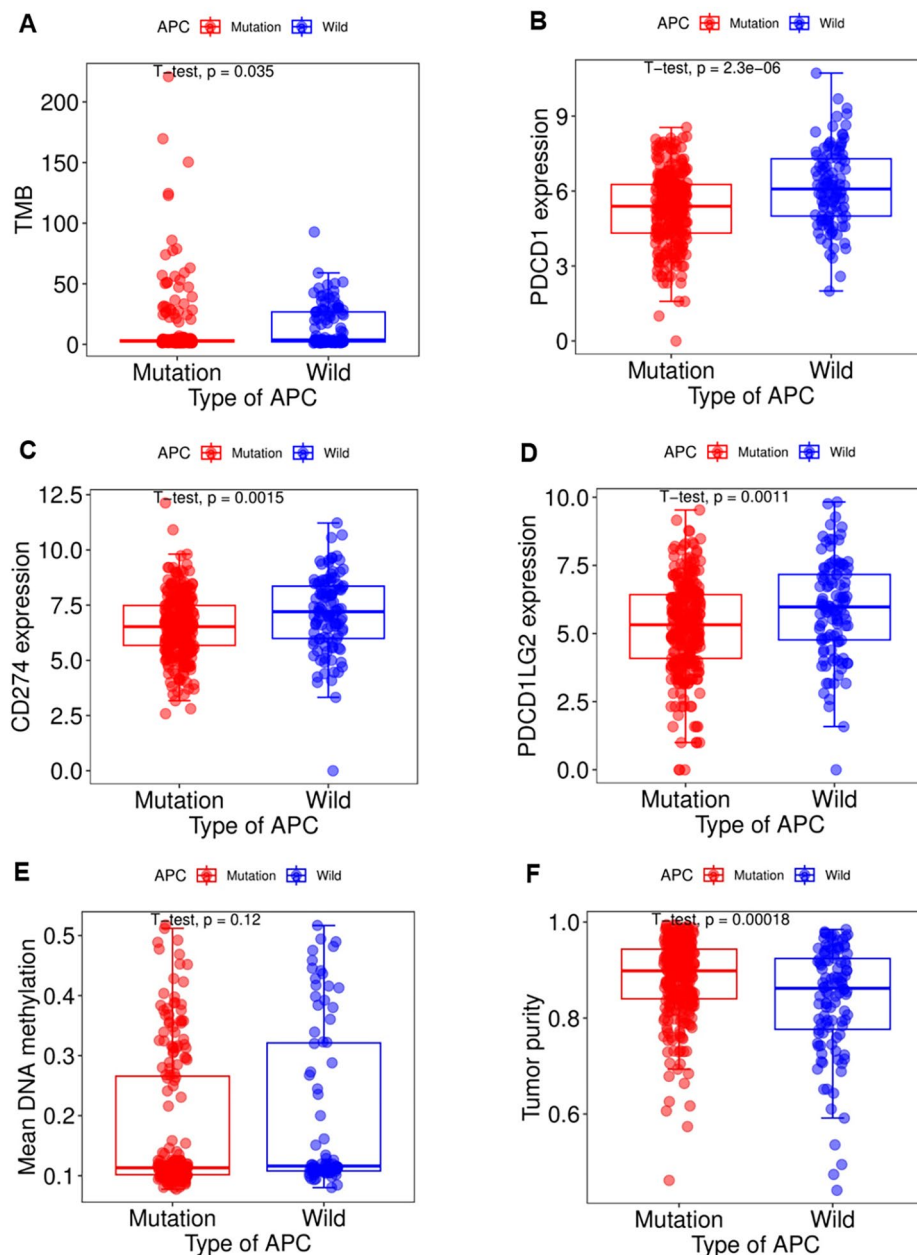 A
APC Mutation Wild
T-test, p = 0.035
TMB
200
150
100
50
0
Mutation Wild
Type of APC
B
APC Mutation Wild
T-test, p = 2.3e-06
PDCD1 expression
9
6
3
0
Mutation Wild
Type of APC
C
APC Mutation Wild
T-test, p = 0.0015
CD274 expression
12.5
10.0
7.5
5.0
2.5
0.0
Mutation Wild
Type of APC
D
APC Mutation Wild
T-test, p = 0.0011
PDCD1LG2 expression
10.0
7.5
5.0
2.5
0.0
Mutation Wild
Type of APC
E
APC Mutation Wild
T-test, p = 0.12
Mean DNA methylation
0.5
0.4
0.3
0.2
0.1
Mutation Wild
Type of APC
F
APC Mutation Wild
T-test, p = 0.00018
Tumor purity
1.0
0.8
0.6
Mutation Wild
Type of APC